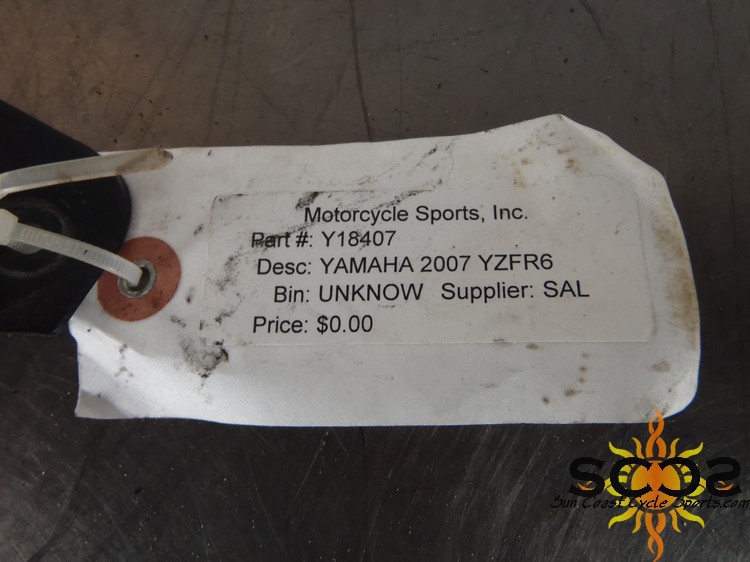 Motorcycle Sports, Inc.
Part #: Y18407
Desc: YAMAHA 2007 YZFR6
Bin: UNKNOW Supplier: SAL
Price: $0.00
SCCS
Sun Coast Cycle Sports.com